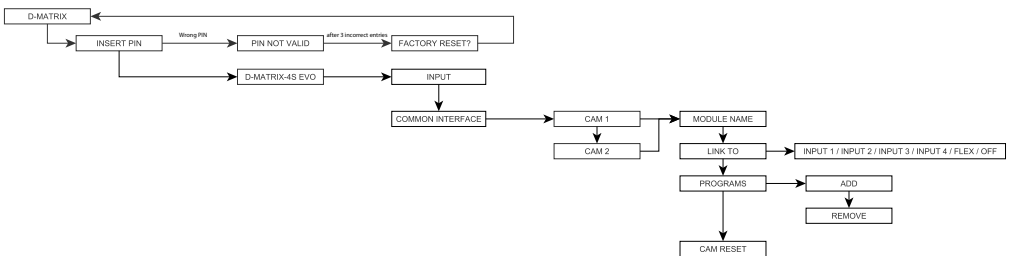 D-MATRIX
INSERT PIN
Wrong PIN
PIN NOT VALID
after 3 incorrect entries
FACTORY RESET?
D-MATRIX-4S EVO
INPUT
COMMON INTERFACE
CAM 1
MODULE NAME
CAM 2
LINK TO
INPUT 1 / INPUT 2 / INPUT 3 / INPUT 4 / FLEX / OFF
PROGRAMS
ADD
REMOVE
CAM RESET